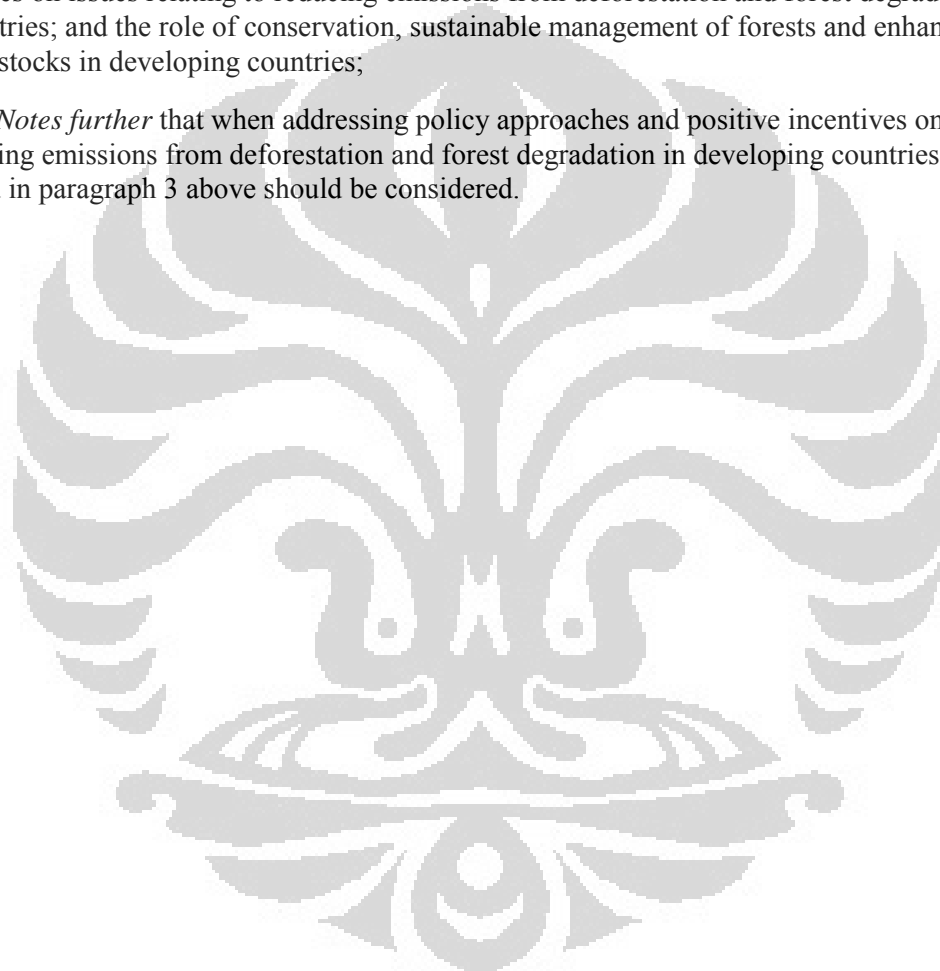 es on issues relating to reducing emissions from deforestation and forest degrad
tries; and the role of conservation, sustainable management of forests and enhan
stocks in developing countries;
Notes further that when addressing policy approaches and positive incentives on
ing emissions from deforestation and forest degradation in developing countries
in paragraph 3 above should be considered.